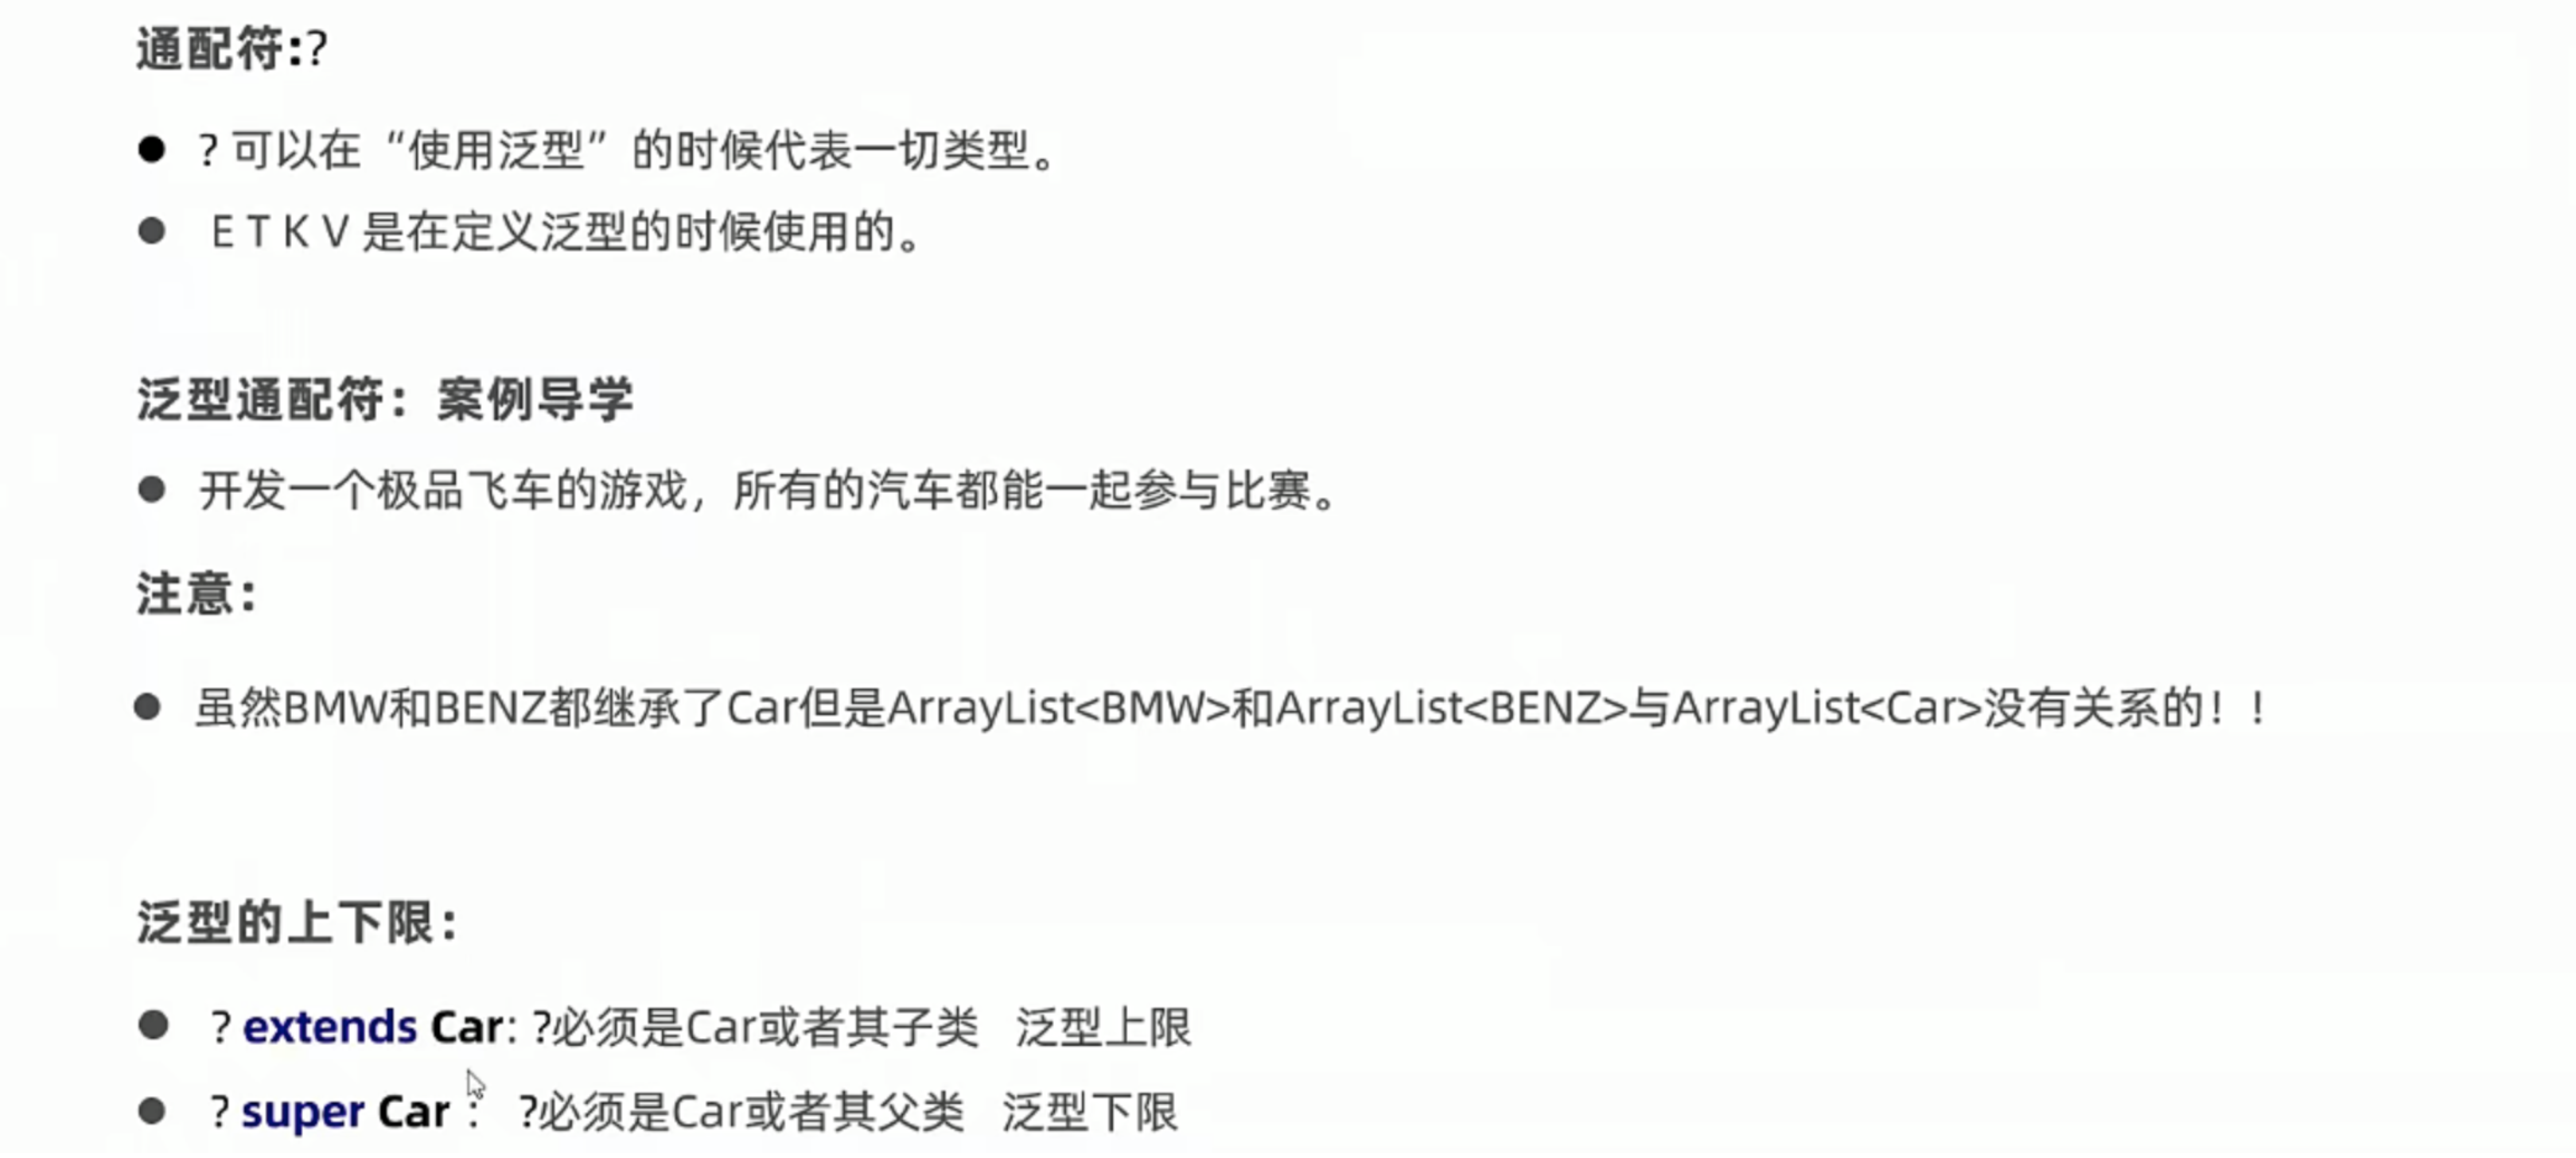 通配符:?
? 可以在“使用泛型”的时候代表一切类型。
E T K V 是在定义泛型的时候使用的。
泛型通配符：案例导学
开发一个极品飞车的游戏，所有的汽车都能一起参与比赛。
注意：
虽然BMW和BENZ都继承了Car但是ArrayList<BMW>和ArrayList<BENZ>与ArrayList<Car>没有关系的！！
泛型的上下限：
? extends Car: ?必须是Car或者其子类 泛型上限
? super Car ： ?必须是Car或者其父类 泛型下限